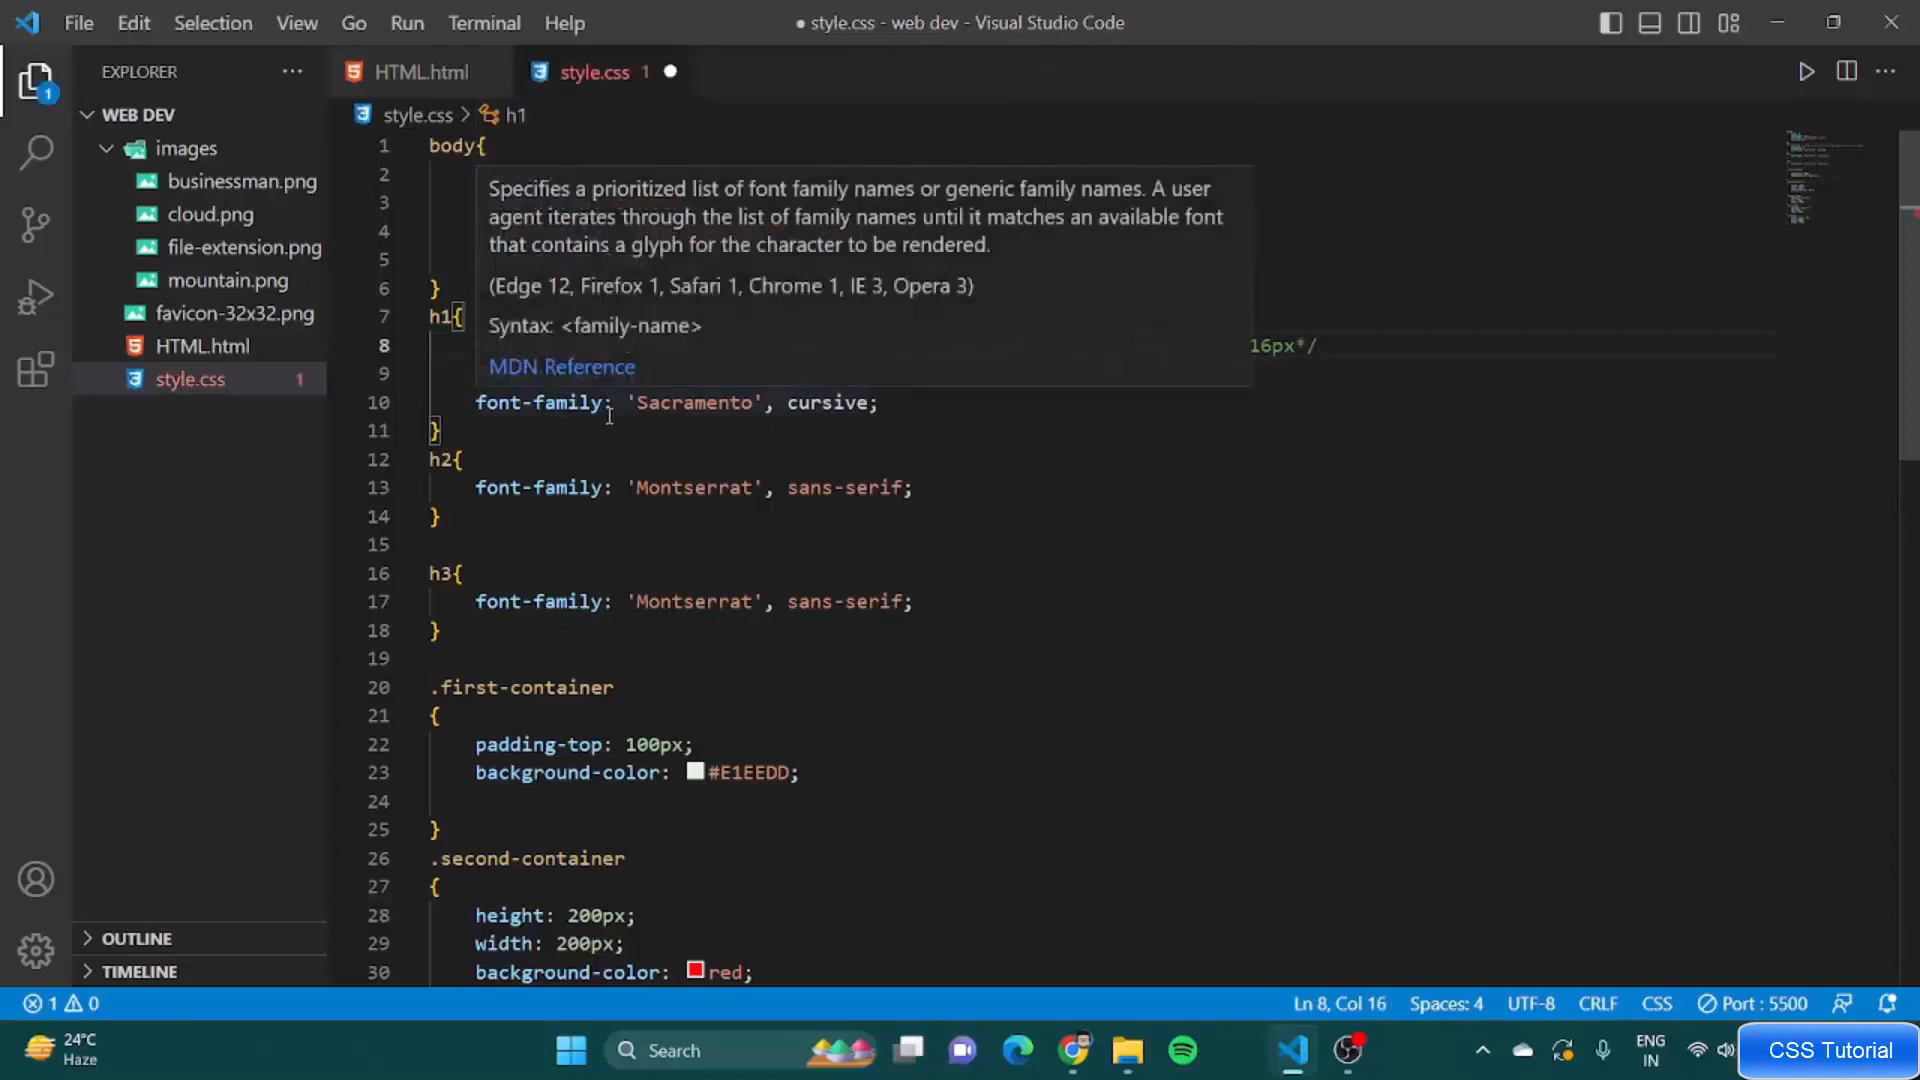 File Edit Selection View Go Run Terminal Help
● style.css - web dev - Visual Studio Code
EXPLORER
HTML.html
style.css 1
WEB DEV
style.css > h1
images
businessman.png
cloud.png
file-extension.png
mountain.png
favicon-32x32.png
HTML.html
style.css 1
OUTLINE
TIMELINE
1 body{
2
3
4
5
6 }
7 h1{
8 16px*/
9
Specifies a prioritized list of font family names or generic family names. A user
agent iterates through the list of family names until it matches an available font
that contains a glyph for the character to be rendered.
(Edge 12, Firefox 1, Safari 1, Chrome 1, IE 3, Opera 3)
Syntax: <family-name>
MDN Reference
10 font-family: 'Sacramento', cursive;
11 }
12 h2{
13 font-family: 'Montserrat', sans-serif;
14 }
15
16 h3{
17 font-family: 'Montserrat', sans-serif;
18 }
19
20 .first-container
21 {
22 padding-top: 100px;
23 background-color: #E1EEDD;
24
25 }
26 .second-container
27 {
28 height: 200px;
29 width: 200px;
30 background-color: red;
1 0
Ln 8, Col 16 Spaces: 4 UTF-8 CRLF CSS Port : 5500
24°C
Haze
Search
ENG
IN
CSS Tutorial